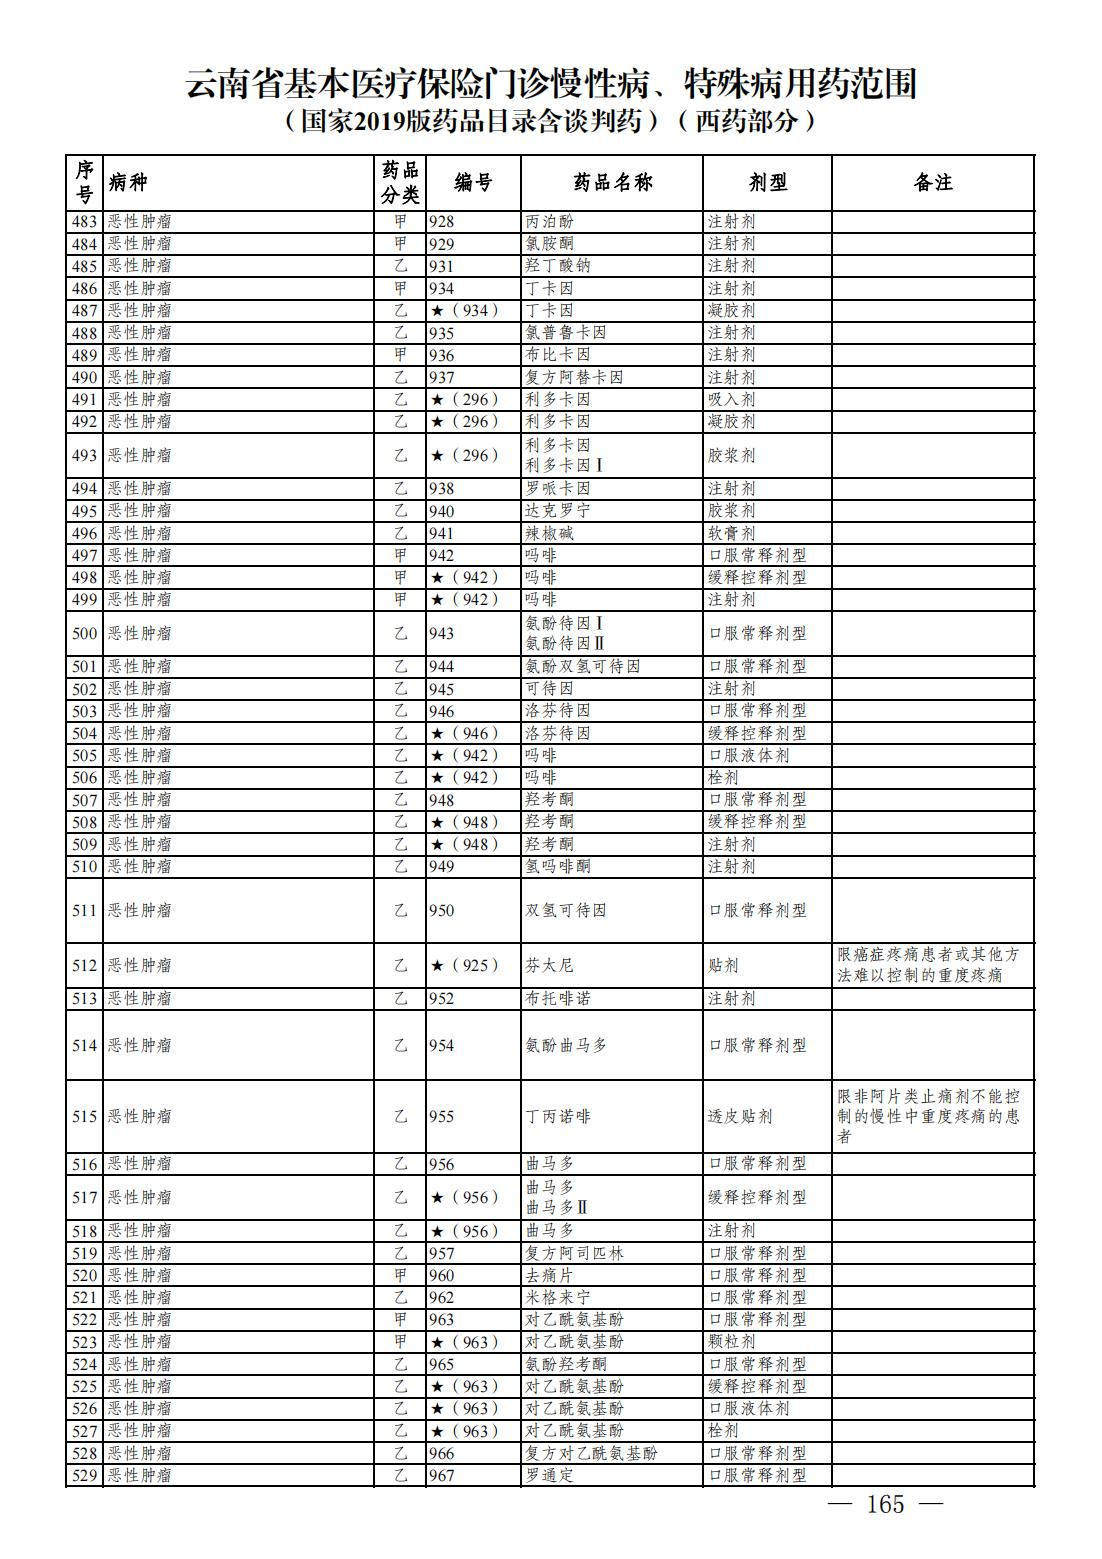 云南省基本医疗保险门诊慢性病、特殊病用药范围
（国家2019版药品目录含谈判药）（西药部分）
序号 病种 药品分类 编号 药品名称 剂型 备注
483 恶性肿瘤 甲 928 丙泊酚 注射剂
484 恶性肿瘤 甲 929 氯胺酮 注射剂
485 恶性肿瘤 乙 931 羟丁酸钠 注射剂
486 恶性肿瘤 甲 934 丁卡因 注射剂
487 恶性肿瘤 乙 ★（934） 丁卡因 凝胶剂
488 恶性肿瘤 乙 935 氯普鲁卡因 注射剂
489 恶性肿瘤 甲 936 布比卡因 注射剂
490 恶性肿瘤 乙 937 复方阿替卡因 注射剂
491 恶性肿瘤 乙 ★（296） 利多卡因 吸入剂
492 恶性肿瘤 乙 ★（296） 利多卡因 凝胶剂
493 恶性肿瘤 乙 ★（296） 利多卡因 利多卡因Ⅰ 胶浆剂
494 恶性肿瘤 乙 938 罗哌卡因 注射剂
495 恶性肿瘤 乙 940 达克罗宁 胶浆剂
496 恶性肿瘤 乙 941 辣椒碱 软膏剂
497 恶性肿瘤 甲 942 吗啡 口服常释剂型
498 恶性肿瘤 甲 ★（942） 吗啡 缓释控释剂型
499 恶性肿瘤 甲 ★（942） 吗啡 注射剂
500 恶性肿瘤 乙 943 氨酚待因Ⅰ 氨酚待因Ⅱ 口服常释剂型
501 恶性肿瘤 乙 944 氨酚双氢可待因 口服常释剂型
502 恶性肿瘤 乙 945 可待因 注射剂
503 恶性肿瘤 乙 946 洛芬待因 口服常释剂型
504 恶性肿瘤 乙 ★（946） 洛芬待因 缓释控释剂型
505 恶性肿瘤 乙 ★（942） 吗啡 口服液体剂
506 恶性肿瘤 乙 ★（942） 吗啡 栓剂
507 恶性肿瘤 乙 948 羟考酮 口服常释剂型
508 恶性肿瘤 乙 ★（948） 羟考酮 缓释控释剂型
509 恶性肿瘤 乙 ★（948） 羟考酮 注射剂
510 恶性肿瘤 乙 949 氢吗啡酮 注射剂
511 恶性肿瘤 乙 950 双氢可待因 口服常释剂型
512 恶性肿瘤 乙 ★（925） 芬太尼 贴剂 限癌症疼痛患者或其他方法难以控制的重度疼痛
513 恶性肿瘤 乙 952 布托啡诺 注射剂
514 恶性肿瘤 乙 954 氨酚曲马多 口服常释剂型
515 恶性肿瘤 乙 955 丁丙诺啡 透皮贴剂 限非阿片类止痛剂不能控制的慢性中重度疼痛的患者
516 恶性肿瘤 乙 956 曲马多 口服常释剂型
517 恶性肿瘤 乙 ★（956） 曲马多 曲马多Ⅱ 缓释控释剂型
518 恶性肿瘤 乙 ★（956） 曲马多 注射剂
519 恶性肿瘤 乙 957 复方阿司匹林 口服常释剂型
520 恶性肿瘤 甲 960 去痛片 口服常释剂型
521 恶性肿瘤 乙 962 米格来宁 口服常释剂型
522 恶性肿瘤 甲 963 对乙酰氨基酚 口服常释剂型
523 恶性肿瘤 甲 ★（963） 对乙酰氨基酚 颗粒剂
524 恶性肿瘤 乙 965 氨酚羟考酮 口服常释剂型
525 恶性肿瘤 乙 ★（963） 对乙酰氨基酚 缓释控释剂型
526 恶性肿瘤 乙 ★（963） 对乙酰氨基酚 口服液体剂
527 恶性肿瘤 乙 ★（963） 对乙酰氨基酚 栓剂
528 恶性肿瘤 乙 966 复方对乙酰氨基酚 口服常释剂型
529 恶性肿瘤 乙 967 罗通定 口服常释剂型
— 165 —